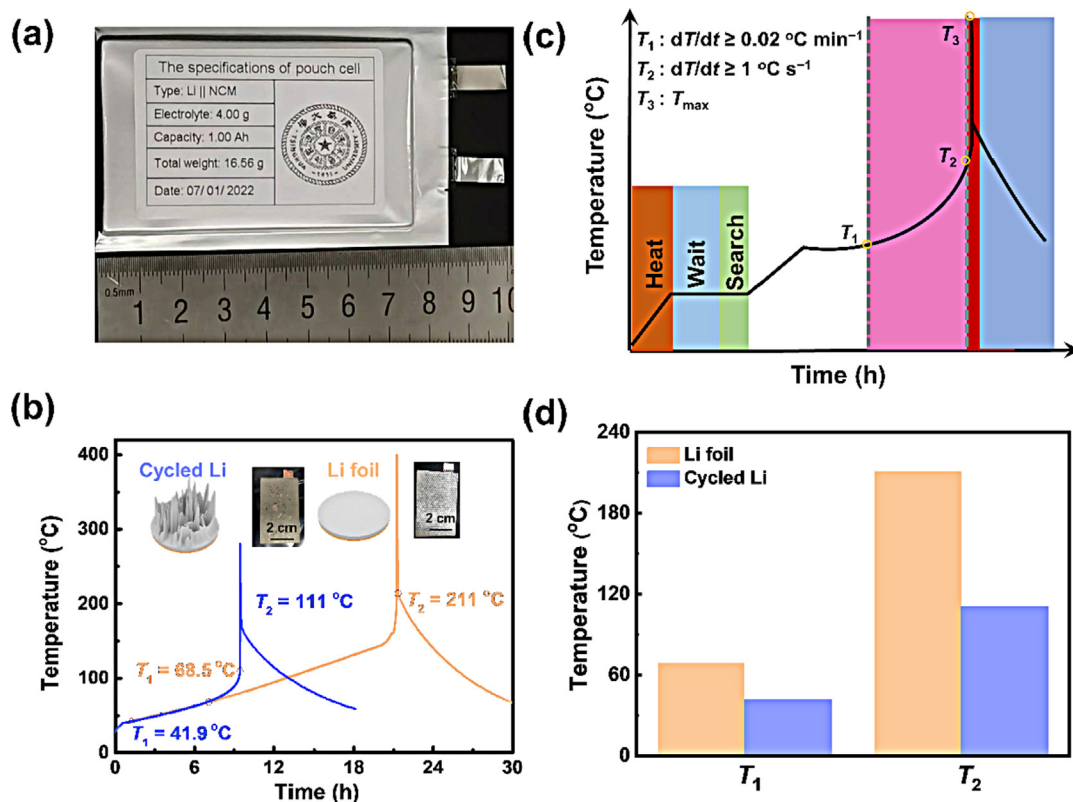 (a)
The specifications of pouch cell
Type: Li || NCM
Electrolyte: 4.00 g
Capacity: 1.00 Ah
Total weight: 16.56 g
Date: 07/ 01/ 2022
0.5mm
1 2 3 4 5 6 7 8 9 10
(c)
T₁ : dT/dt ≥ 0.02 °C min⁻¹
T₂ : dT/dt ≥ 1 °C s⁻¹
T₃ : Tmax
T₃
T₂
T₁
Heat
Wait
Search
Temperature (°C)
Time (h)
(b)
Cycled Li
2 cm
Li foil
2 cm
T₂ = 111 °C
T₂ = 211 °C
T₁ = 68.5 °C
T₁ = 41.9 °C
400
300
200
100
0
Temperature (°C)
0 6 12 18 24 30
Time (h)
(d)
Li foil
Cycled Li
240
180
120
60
0
Temperature (°C)
T₁ T₂